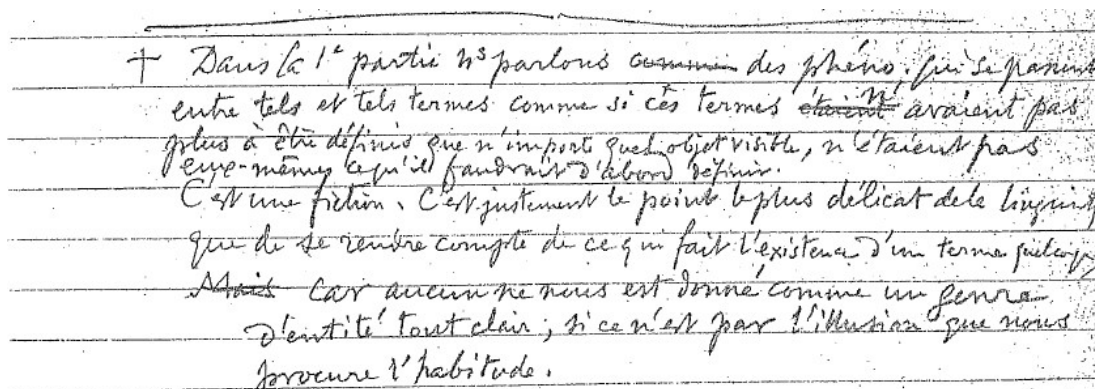 + Dans la 1e partie ns parlons comme des phéno. qui se passent
entre tels et tels termes comme si ces termes étaient n'avaient pas
plus à être définis que n'importe quel objet visible, n'étaient pas
eux-mêmes ce qu'il faudrait d'abord définir.
C'est une fiction. C'est justement le point le plus délicat de la linguist
que de se rendre compte de ce qui fait l'existence d'un terme quelconque,
Mais Car aucun ne nous est donné comme un genre
d'entité tout clair ; si ce n'est par l'illusion que nous
procure l'habitude.